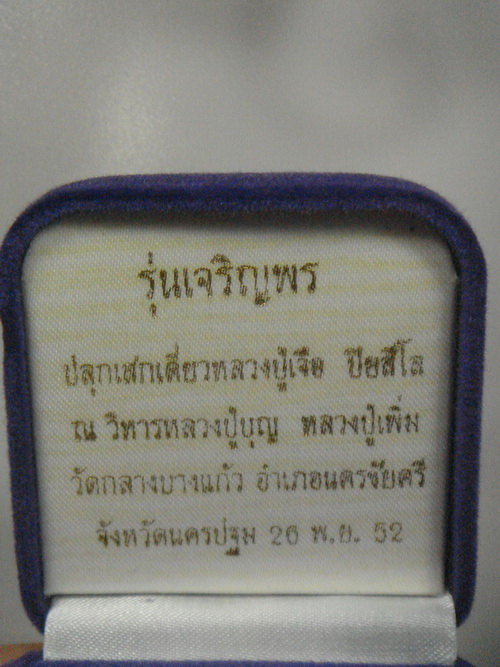 รุ่นเจริญพร
ปลุกเสกเดี่ยวหลวงปู่เจือ ปิยสีโล
ณ วิหารหลวงปู่บุญ หลวงปู่เพิ่ม
วัดกลางบางแก้ว อำเภอนครชัยศรี
จังหวัดนครปฐม 26 พ.ย. 52